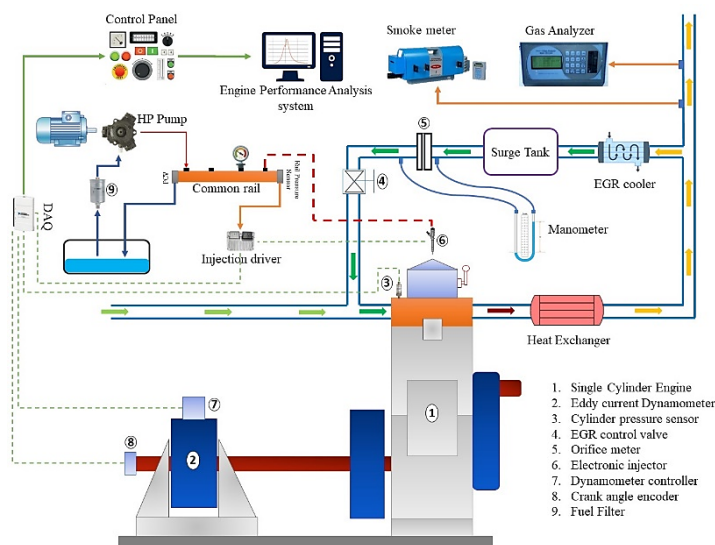 Control Panel
Engine Performance Analysis
system
Smoke meter
Gas Analyzer
HP Pump
⑨
PLV
Common rail
Rail Pressure
Sensor
DAQ
Injection driver
⑤
Surge Tank
EGR cooler
④
Manometer
⑥
③
Heat Exchanger
①
⑦
②
⑧
1. Single Cylinder Engine
2. Eddy current Dynamometer
3. Cylinder pressure sensor
4. EGR control valve
5. Orifice meter
6. Electronic injector
7. Dynamometer controller
8. Crank angle encoder
9. Fuel Filter